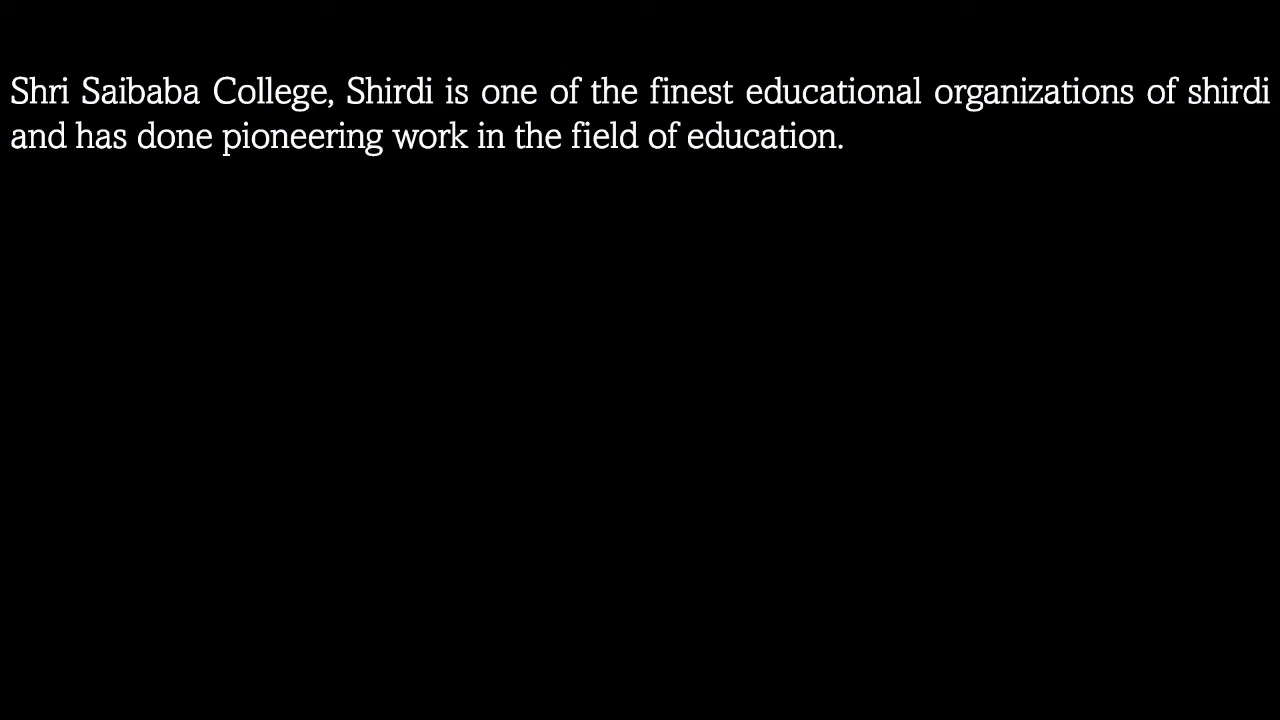 Shri Saibaba College, Shirdi is one of the finest educational organizations of shirdi
and has done pioneering work in the field of education.